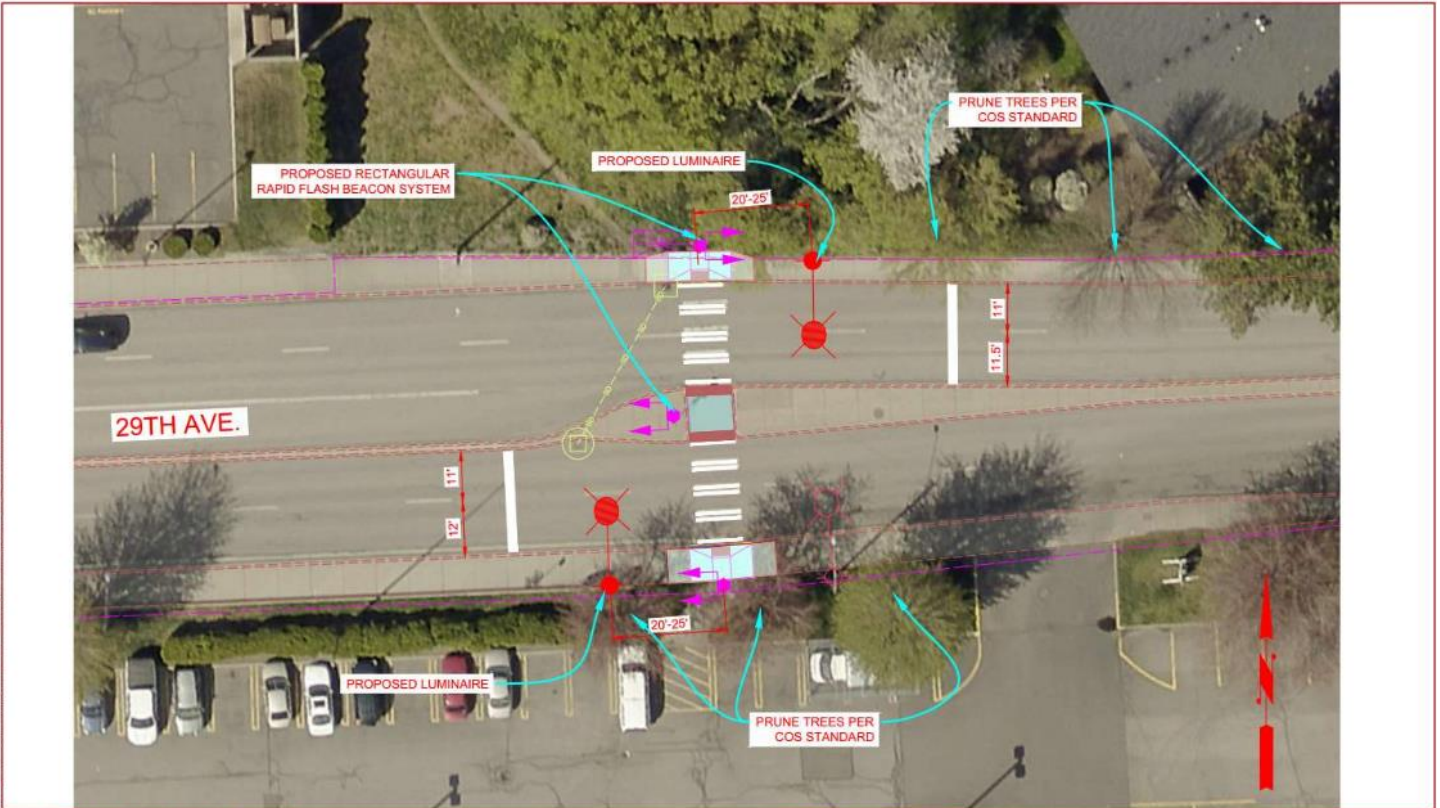 PRUNE TREES PER
COS STANDARD
PROPOSED LUMINAIRE
PROPOSED RECTANGULAR
RAPID FLASH BEACON SYSTEM
20'-25'
11'
11.5'
29TH AVE.
11'
12'
20'-25'
PROPOSED LUMINAIRE
PRUNE TREES PER
COS STANDARD
N